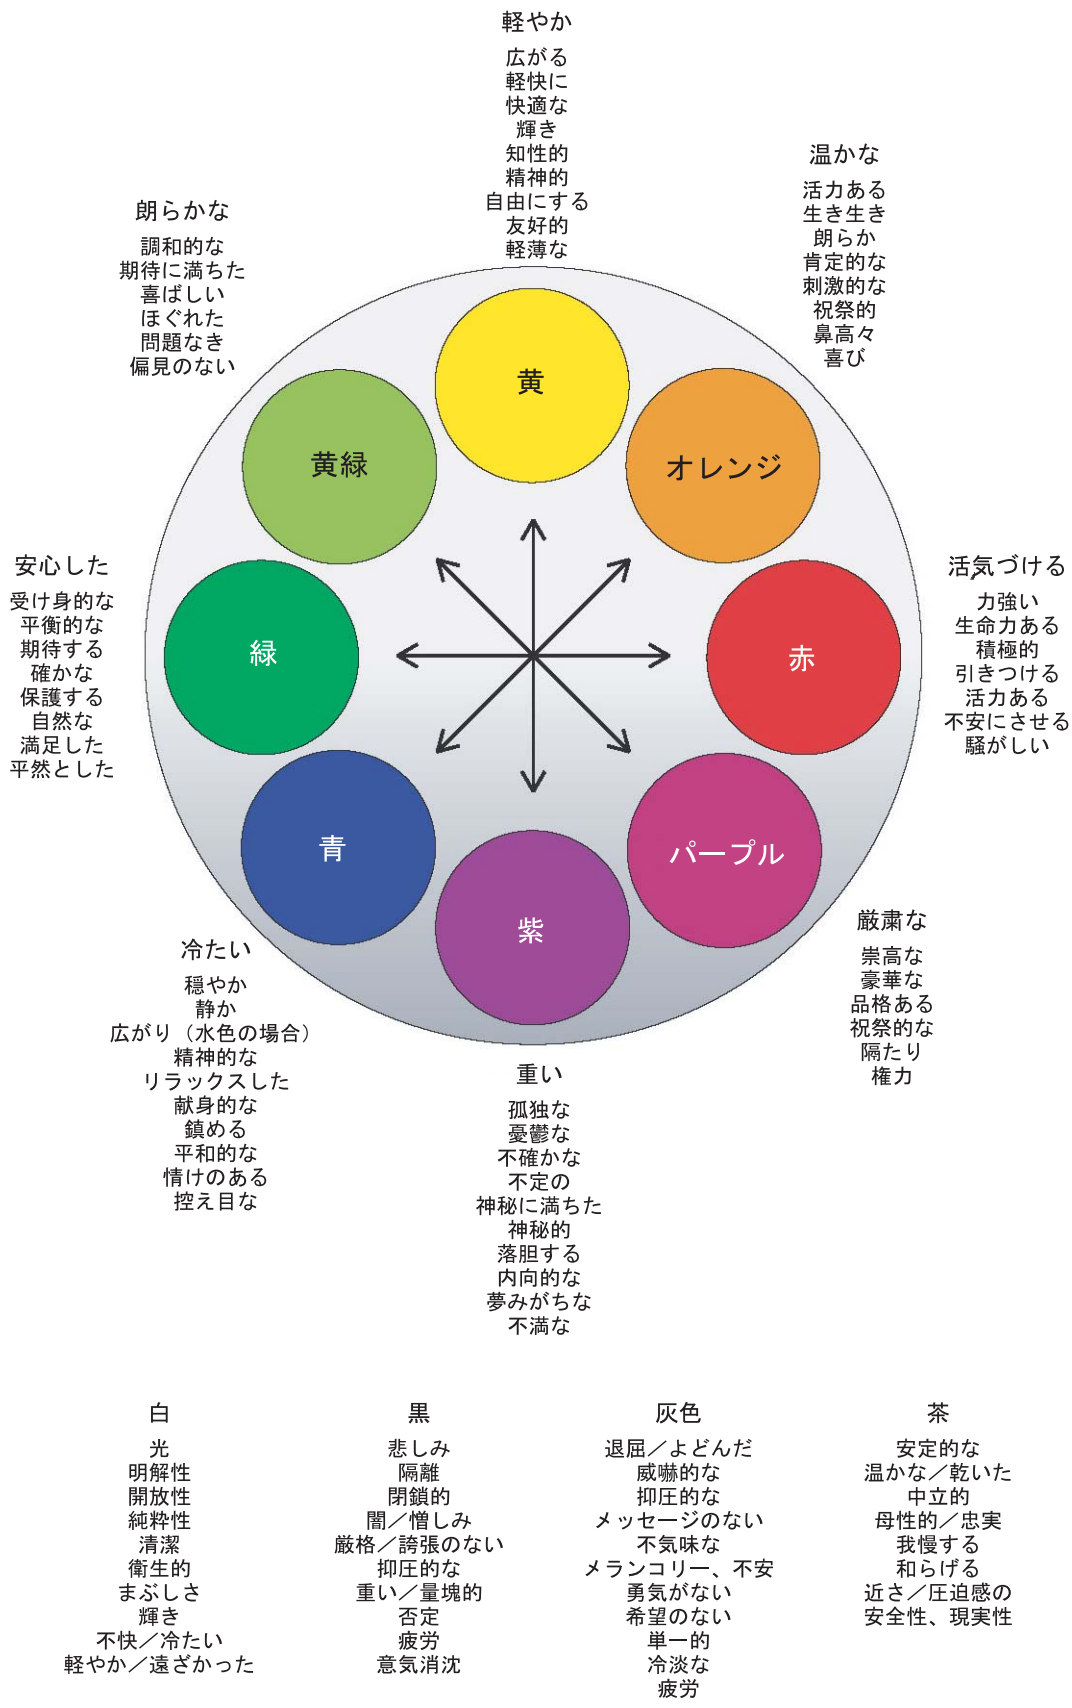 軽やか
広がる
軽快に
快適な
輝き
知性的
精神的
自由にする
友好的
軽薄な
温かな
活力ある
生き生き
朗らか
肯定的な
刺激的な
祝祭的
鼻高々
喜び
朗らかな
調和的な
期待に満ちた
喜ばしい
ほぐれた
問題なき
偏見のない
黄
黄緑
オレンジ
安心した
受け身的な
平衡的な
期待する
確かな
保護する
自然な
満足した
平然とした
緑
赤
活気づける
力強い
生命力ある
積極的
引きつける
活力ある
不安にさせる
騒がしい
青
紫
パープル
冷たい
穏やか
静か
広がり（水色の場合）
精神的な
リラックスした
献身的な
鎮める
平和的な
情けのある
控え目な
厳粛な
崇高な
豪華な
品格ある
祝祭的な
隔たり
権力
重い
孤独な
憂鬱な
不確かな
不定の
神秘に満ちた
神秘的
落胆する
内向的な
夢みがちな
不満な
白
光
明解性
開放性
純粋性
清潔
衛生的
まぶしさ
輝き
不快／冷たい
軽やか／遠ざかった
黒
悲しみ
隔離
閉鎖的
闇／憎しみ
厳格／誇張のない
抑圧的な
重い／量塊的
否定
疲労
意気消沈
灰色
退屈／よどんだ
威嚇的な
抑圧的な
メッセージのない
不気味な
メランコリー、不安
勇気がない
希望のない
単一的
冷淡な
疲労
茶
安定的な
温かな／乾いた
中立的
母性的／忠実
我慢する
和らげる
近さ／圧迫感の
安全性、現実性